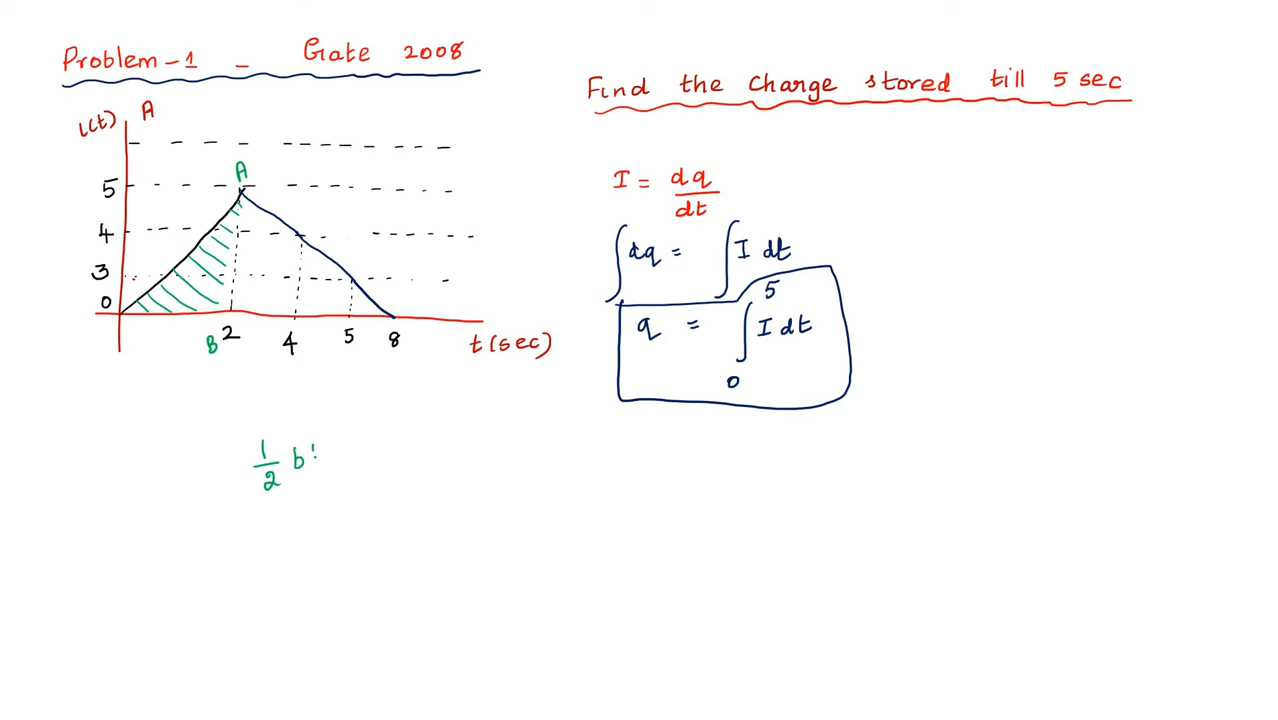 Problem-1 - Gate 2008
Find the Charge stored till 5 sec
i(t) A
A
5
4
3
0
B 2 4 5 8 t (sec)
I = dq/dt
∫dq = ∫I dt
q = ∫₀⁵ I dt
1/2 b